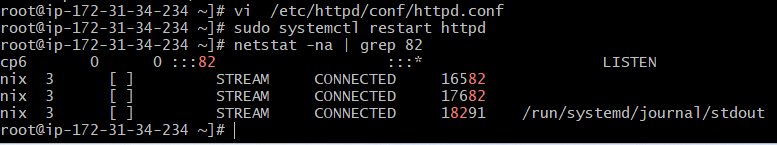 root@ip-172-31-34-234 ~]# vi  /etc/httpd/conf/httpd.conf
root@ip-172-31-34-234 ~]# sudo systemctl restart httpd
root@ip-172-31-34-234 ~]# netstat -na | grep 82
cp6       0      0 :::82                   :::*                    LISTEN
nix  3      [ ]         STREAM     CONNECTED     16582
nix  3      [ ]         STREAM     CONNECTED     17682
nix  3      [ ]         STREAM     CONNECTED     18291    /run/systemd/journal/stdout
root@ip-172-31-34-234 ~]#